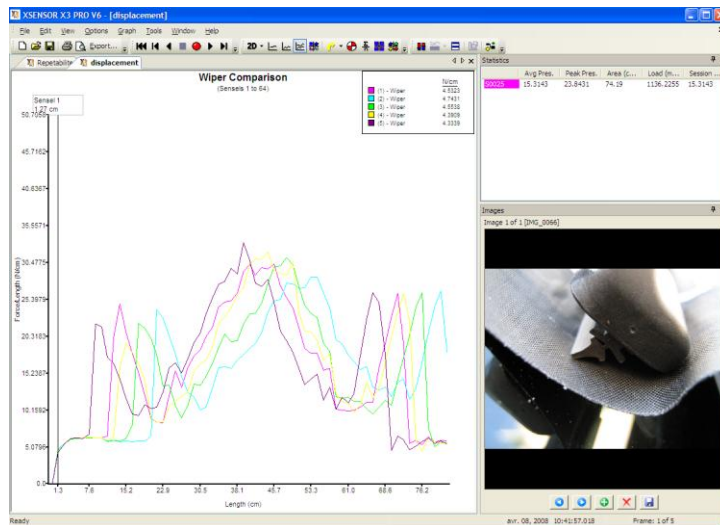 XSENSOR X3 PRO V6 - [displacement]
File Edit View Options Graph Tools Window Help
Export...
2D
Repetabilite displacement
Wiper Comparison
(Sensels 1 to 64)
Sensel 1
1.27 cm
N/cm
(1) - Wiper 4.5323
(2) - Wiper 4.7431
(3) - Wiper 4.5538
(4) - Wiper 4.3909
(5) - Wiper 4.3339
Force/Length (N/cm)
45.7162
40.6367
35.5571
30.4775
25.3979
20.3183
15.2387
10.1592
5.0796
0.0
1.3 7.6 15.2 22.9 30.5 38.1 45.7 53.3 61.0 68.6 76.2
Length (cm)
Statistics
Avg Pres. Peak Pres. Area (c... Load (m... Session ...
S0025 15.3143 23.8431 74.19 1136.2255 15.3143
Images
Image 1 of 1 [IMG_0066]
Ready
avr. 08, 2008 10:41:57.018 Frame: 1 of 5